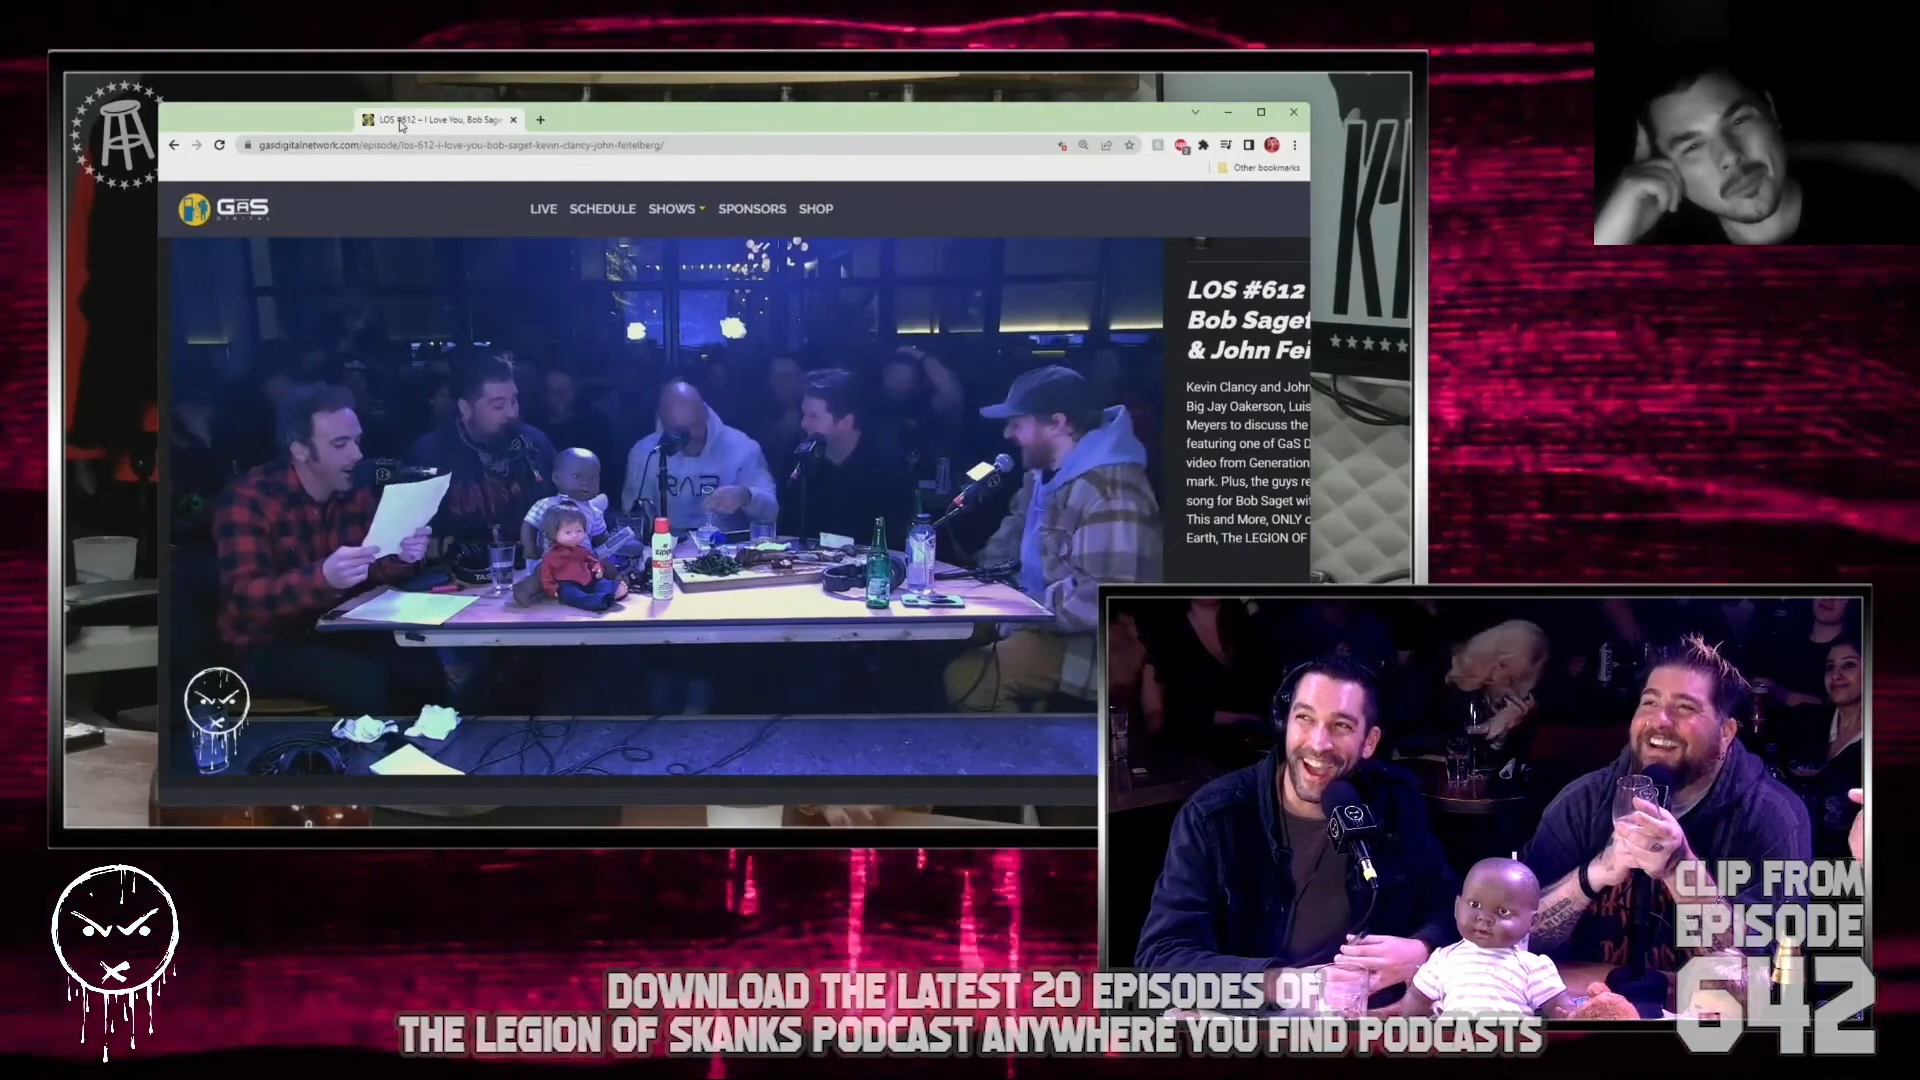 LOS #612 – I Love You, Bob Sage
gasdigitalnetwork.com/episode/los-612-i-love-you-bob-saget-kevin-clancy-john-feitelberg/
Other bookmarks
GaS
DIGITAL
LIVE
SCHEDULE
SHOWS
SPONSORS
SHOP
LOS #612
Bob Saget
& John Fei
Kevin Clancy and John
Big Jay Oakerson, Luis
Meyers to discuss the
featuring one of GaS D
video from Generation
mark. Plus, the guys re
song for Bob Saget wit
This and More, ONLY o
Earth, The LEGION OF
zippo
CLIP FROM
EPISODE
642
DOWNLOAD THE LATEST 20 EPISODES OF
THE LEGION OF SKANKS PODCAST ANYWHERE YOU FIND PODCASTS